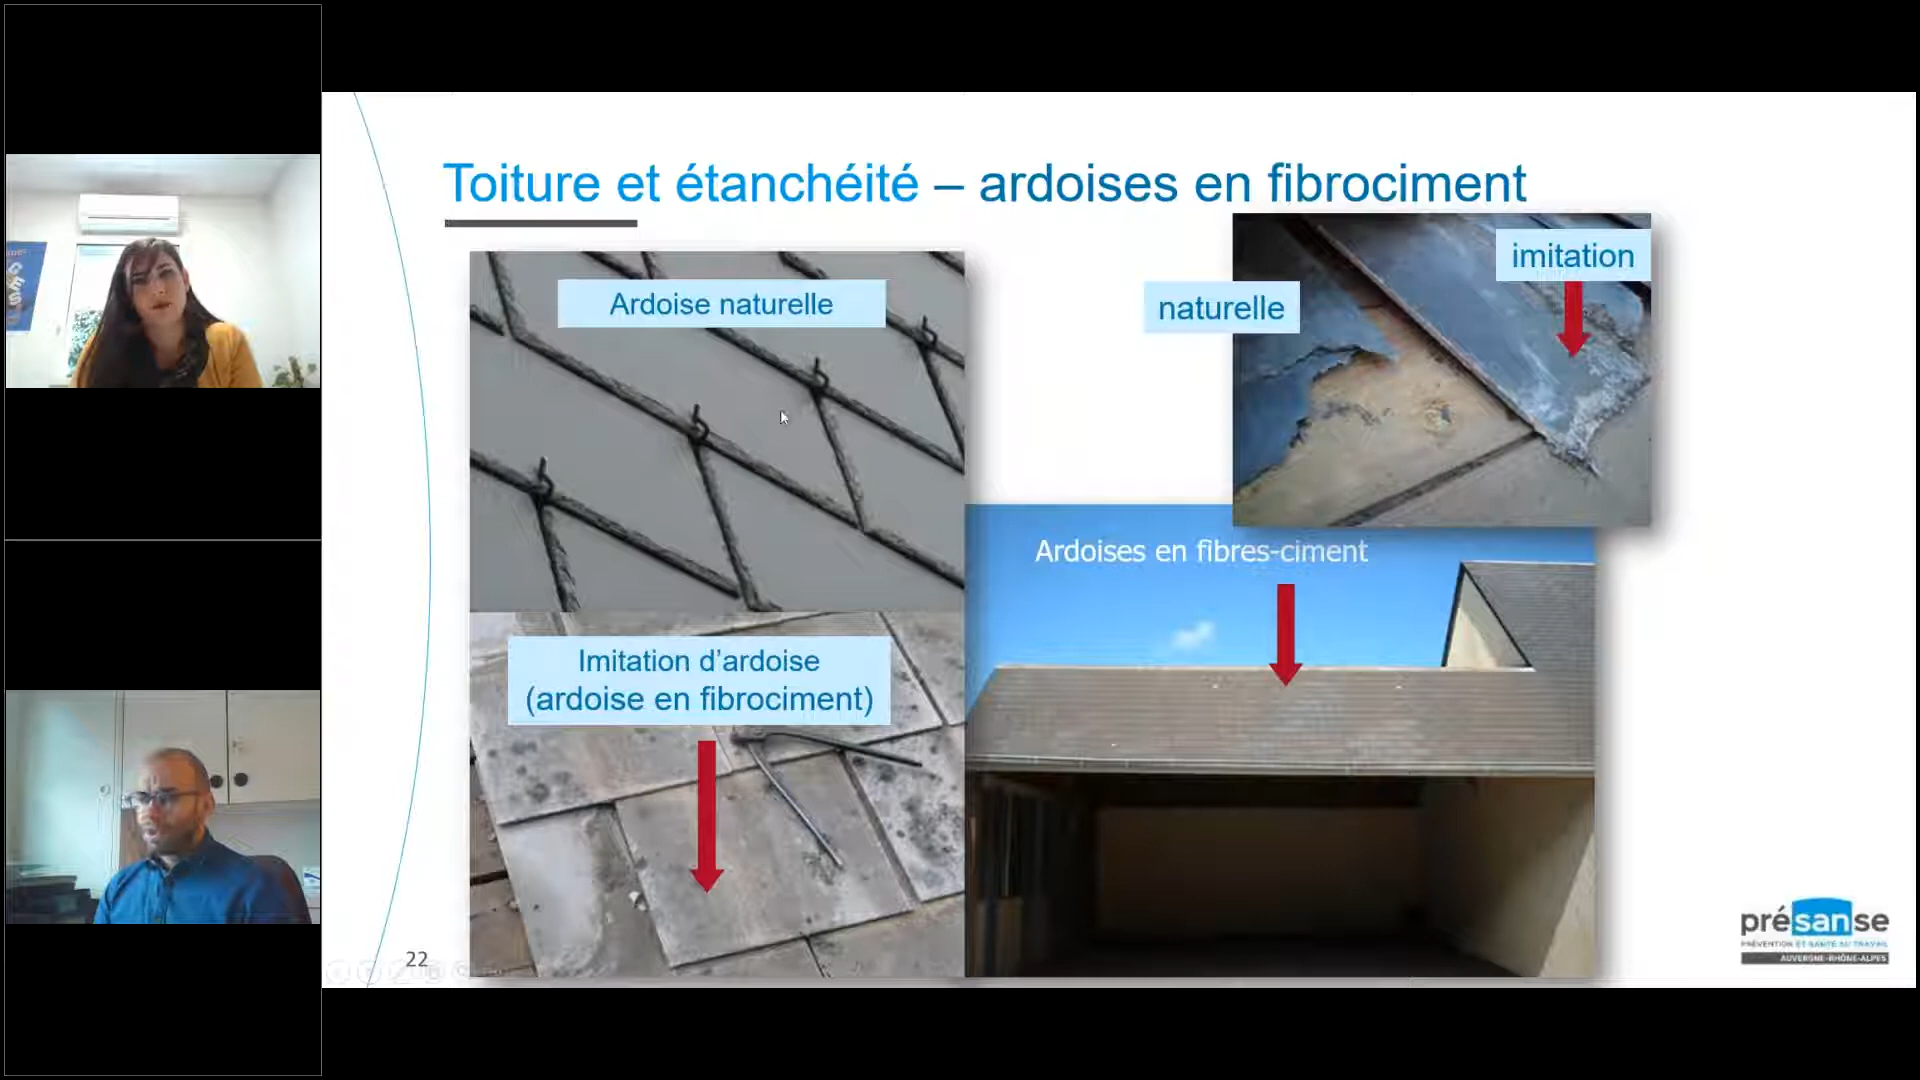 Toiture et étanchéité – ardoises en fibrociment
Ardoise naturelle
naturelle
imitation
Ardoises en fibres-ciment
Imitation d’ardoise
(ardoise en fibrociment)
22
présanse
PRÉVENTION ET SANTÉ AU TRAVAIL
AUVERGNE-RHÔNE-ALPES